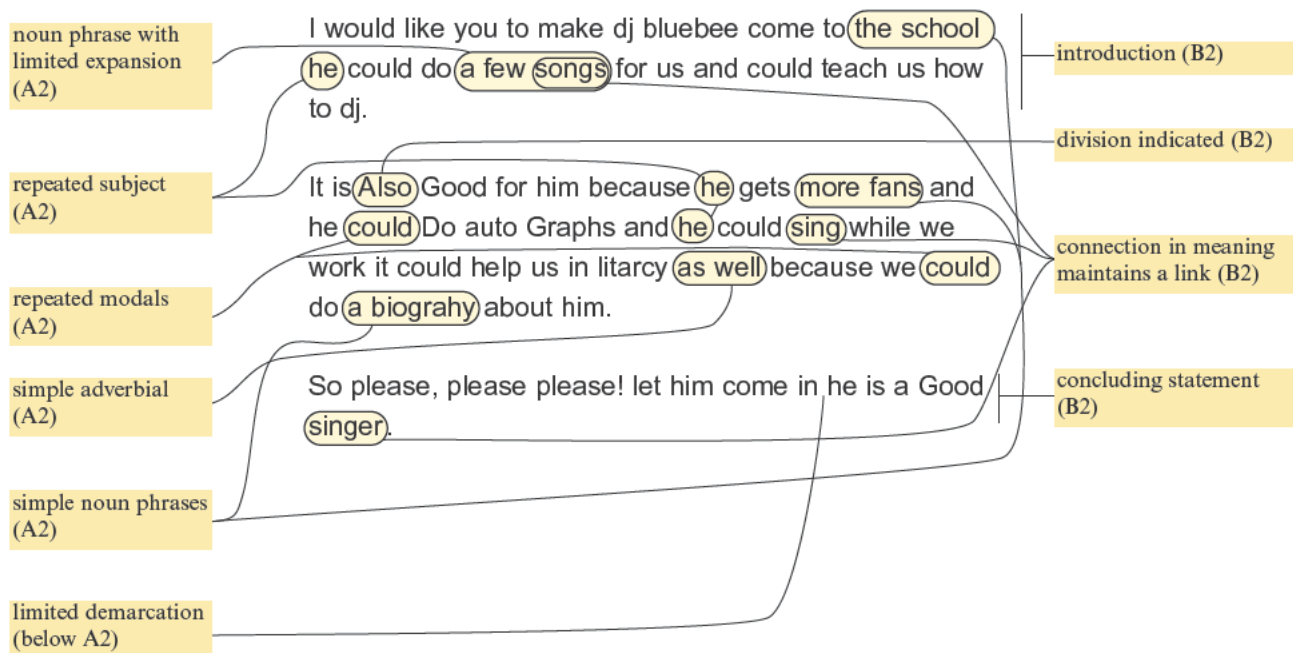 noun phrase with
limited expansion
(A2)
repeated subject
(A2)
repeated modals
(A2)
simple adverbial
(A2)
simple noun phrases
(A2)
limited demarcation
(below A2)
I would like you to make dj bluebee come to the school
he could do a few songs for us and could teach us how
to dj.
It is Also Good for him because he gets more fans and
he could Do auto Graphs and he could sing while we
work it could help us in litarcy as well because we could
do a biograhy about him.
So please, please please! let him come in he is a Good
singer.
introduction (B2)
division indicated (B2)
connection in meaning
maintains a link (B2)
concluding statement
(B2)